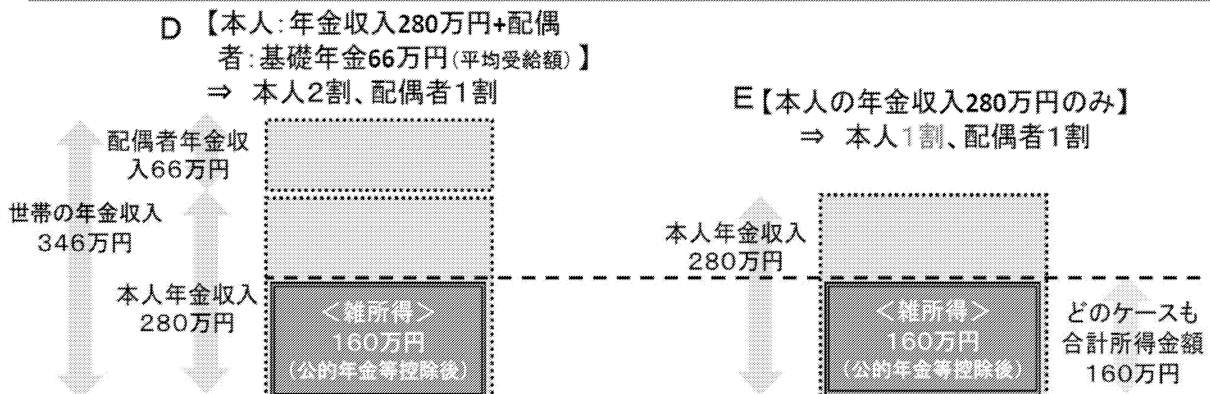 D 【本人:年金収入280万円+配偶
者:基礎年金66万円(平均受給額)】
⇒ 本人2割、配偶者1割
配偶者年金収
入66万円
世帯の年金収入
346万円
本人年金収入
280万円
<雑所得>
160万円
(公的年金等控除後)
E【本人の年金収入280万円のみ】
⇒ 本人1割、配偶者1割
本人年金収入
280万円
<雑所得>
160万円
(公的年金等控除後)
どのケースも
合計所得金額
160万円